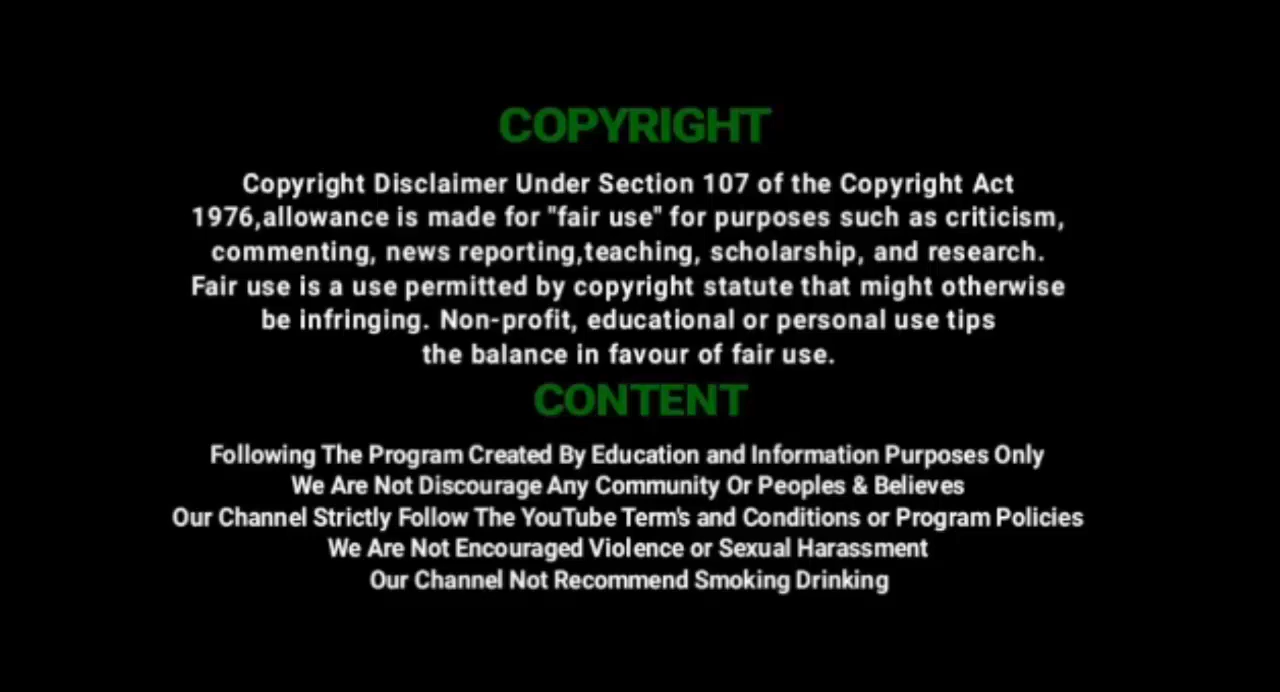 COPYRIGHT
Copyright Disclaimer Under Section 107 of the Copyright Act
1976,allowance is made for "fair use" for purposes such as criticism,
commenting, news reporting,teaching, scholarship, and research.
Fair use is a use permitted by copyright statute that might otherwise
be infringing. Non-profit, educational or personal use tips
the balance in favour of fair use.
CONTENT
Following The Program Created By Education and Information Purposes Only
We Are Not Discourage Any Community Or Peoples & Believes
Our Channel Strictly Follow The YouTube Term's and Conditions or Program Policies
We Are Not Encouraged Violence or Sexual Harassment
Our Channel Not Recommend Smoking Drinking